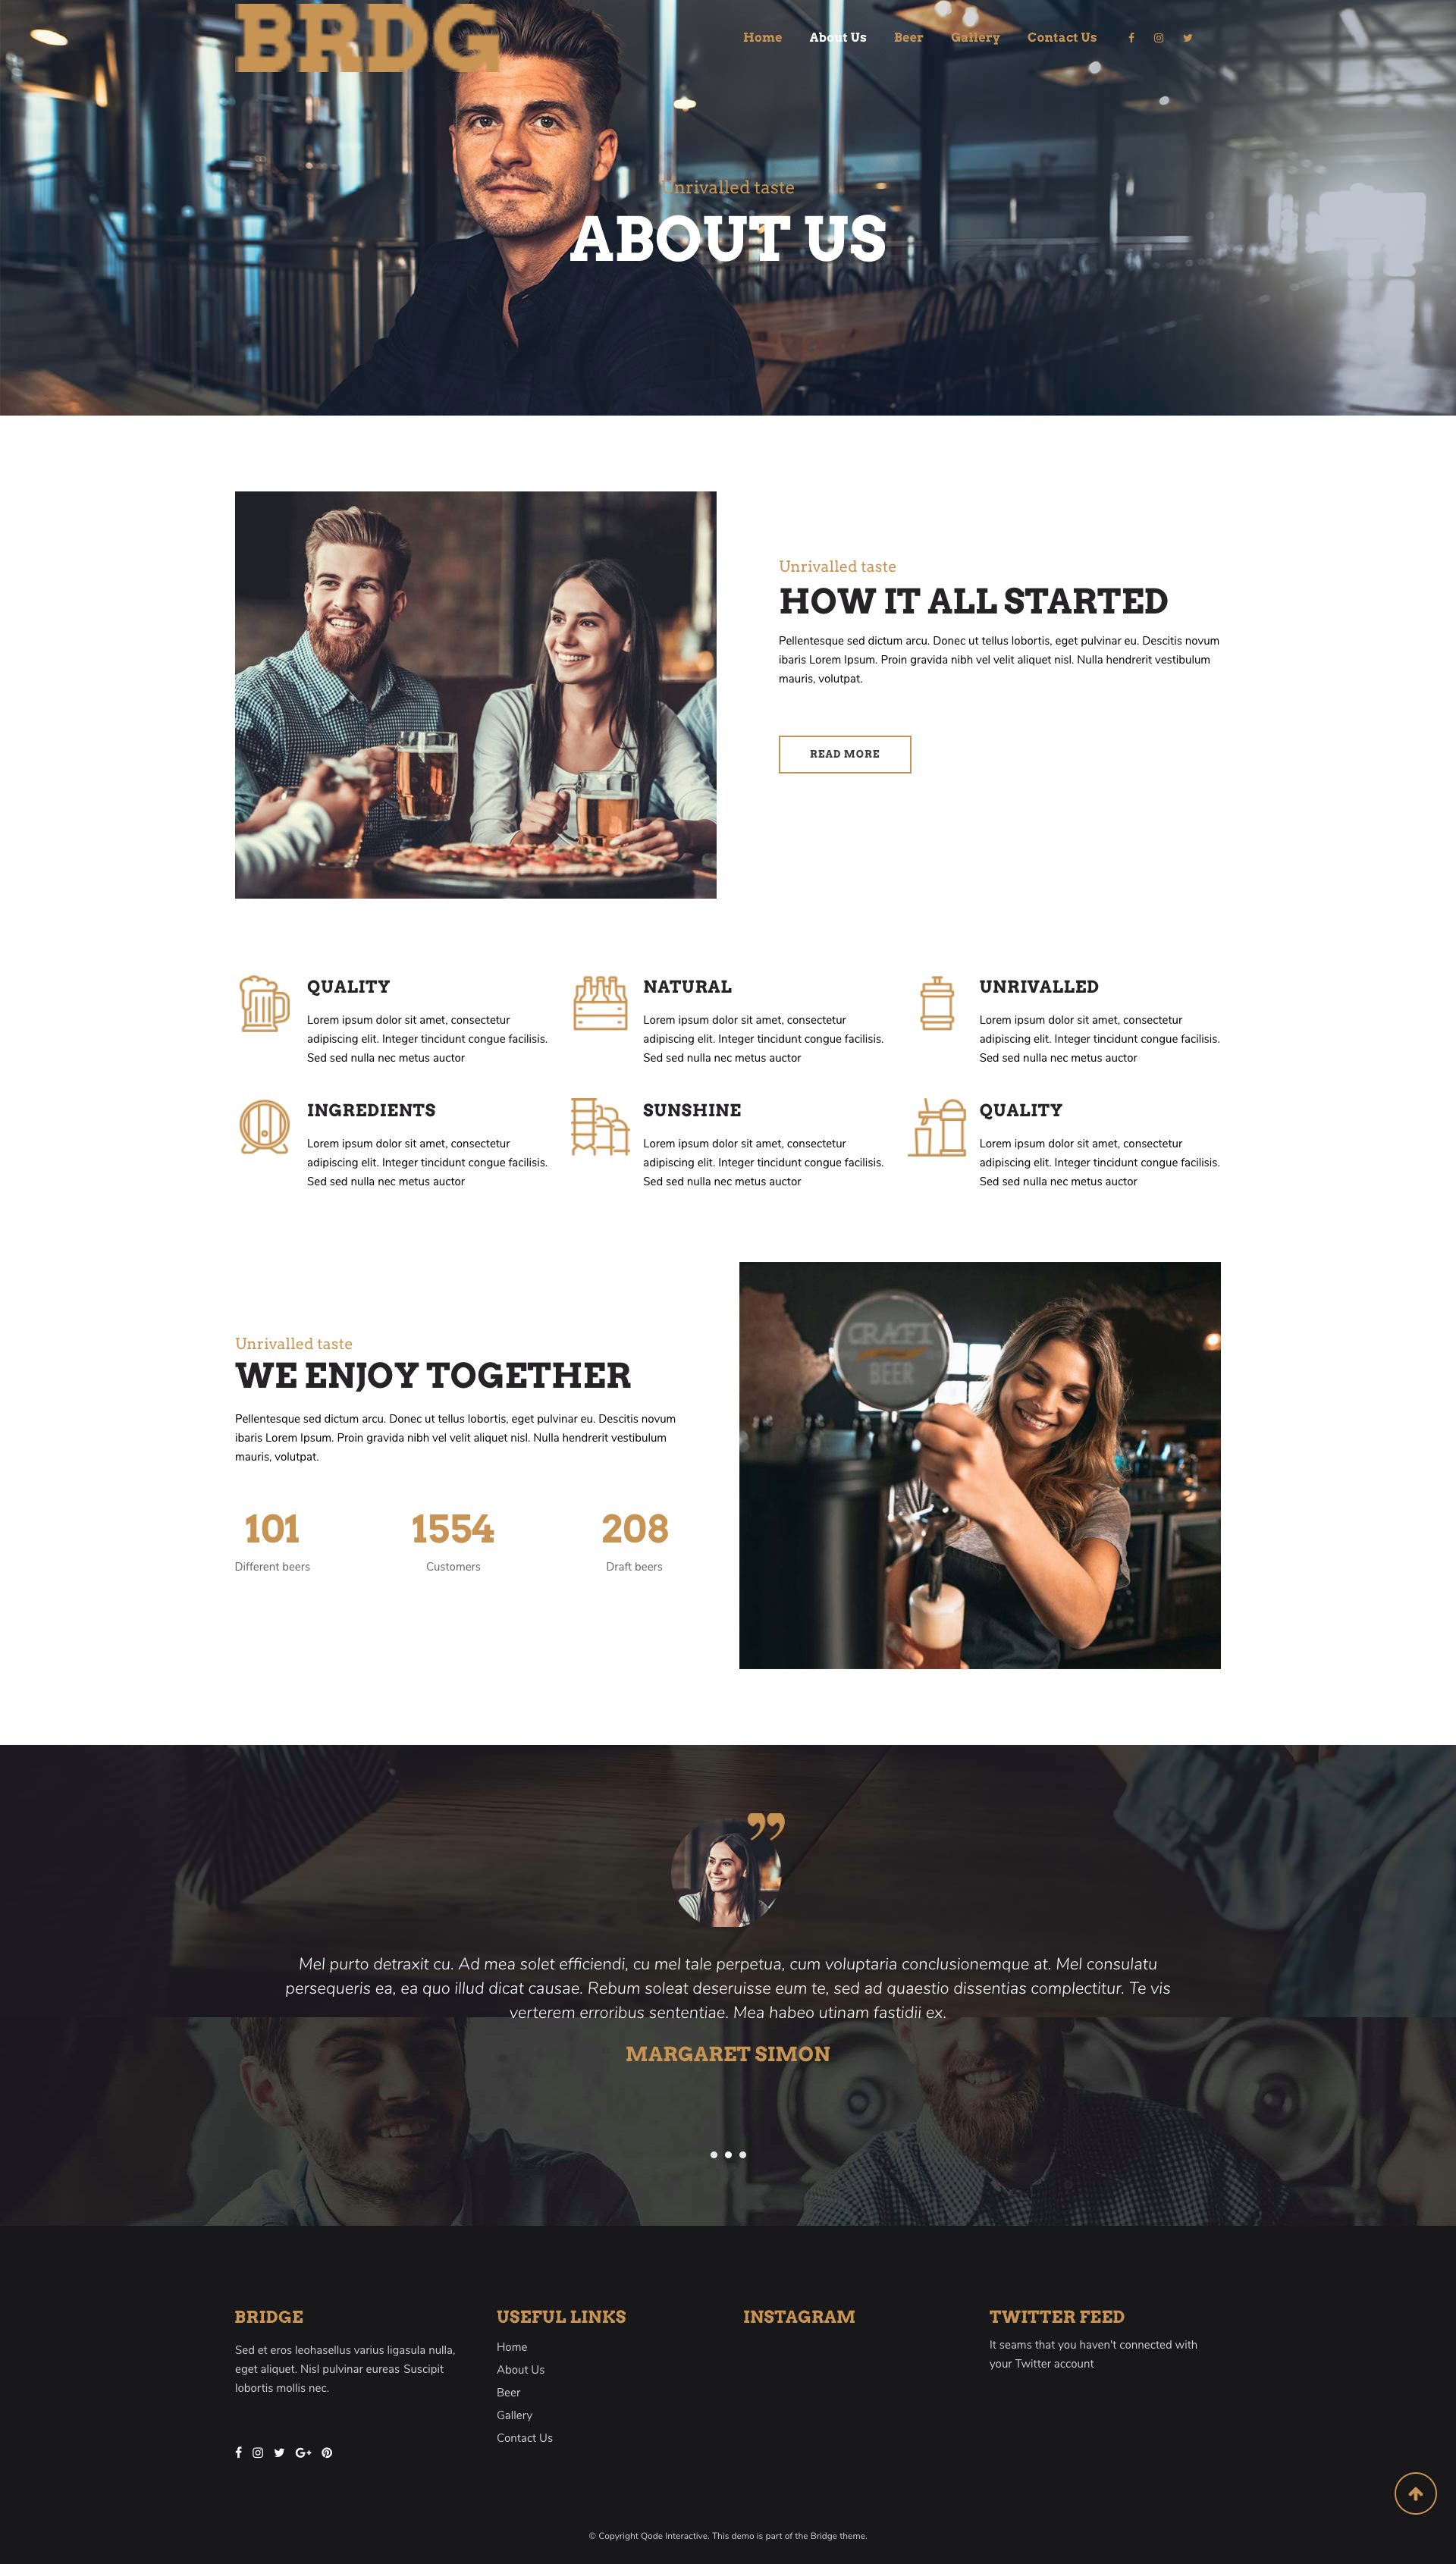 BRDG
Home About Us Beer Gallery Contact Us
Unrivalled taste
ABOUT US
Unrivalled taste
HOW IT ALL STARTED
Pellentesque sed dictum arcu. Donec ut tellus lobortis, eget pulvinar eu. Descitis novum
ibaris Lorem Ipsum. Proin gravida nibh vel velit aliquet nisl. Nulla hendrerit vestibulum
mauris, volutpat.
READ MORE
QUALITY
Lorem ipsum dolor sit amet, consectetur
adipiscing elit. Integer tincidunt congue facilisis.
Sed sed nulla nec metus auctor
NATURAL
Lorem ipsum dolor sit amet, consectetur
adipiscing elit. Integer tincidunt congue facilisis.
Sed sed nulla nec metus auctor
UNRIVALLED
Lorem ipsum dolor sit amet, consectetur
adipiscing elit. Integer tincidunt congue facilisis.
Sed sed nulla nec metus auctor
INGREDIENTS
Lorem ipsum dolor sit amet, consectetur
adipiscing elit. Integer tincidunt congue facilisis.
Sed sed nulla nec metus auctor
SUNSHINE
Lorem ipsum dolor sit amet, consectetur
adipiscing elit. Integer tincidunt congue facilisis.
Sed sed nulla nec metus auctor
QUALITY
Lorem ipsum dolor sit amet, consectetur
adipiscing elit. Integer tincidunt congue facilisis.
Sed sed nulla nec metus auctor
Unrivalled taste
WE ENJOY TOGETHER
Pellentesque sed dictum arcu. Donec ut tellus lobortis, eget pulvinar eu. Descitis novum
ibaris Lorem Ipsum. Proin gravida nibh vel velit aliquet nisl. Nulla hendrerit vestibulum
mauris, volutpat.
101
Different beers
1554
Customers
208
Draft beers
CRAFT
BEER
Mel purto detraxit cu. Ad mea solet efficiendi, cu mel tale perpetua, cum voluptaria conclusionemque at. Mel consulatu
persequeris ea, ea quo illud dicat causae. Rebum soleat deseruisse eum te, sed ad quaestio dissentias complectitur. Te vis
verterem erroribus sententiae. Mea habeo utinam fastidii ex.
MARGARET SIMON
BRIDGE
Sed et eros leohasellus varius ligasula nulla,
eget aliquet. Nisl pulvinar eureas Suscipit
lobortis mollis nec.
USEFUL LINKS
Home
About Us
Beer
Gallery
Contact Us
INSTAGRAM
TWITTER FEED
It seams that you haven't connected with
your Twitter account
© Copyright Qode Interactive. This demo is part of the Bridge theme.